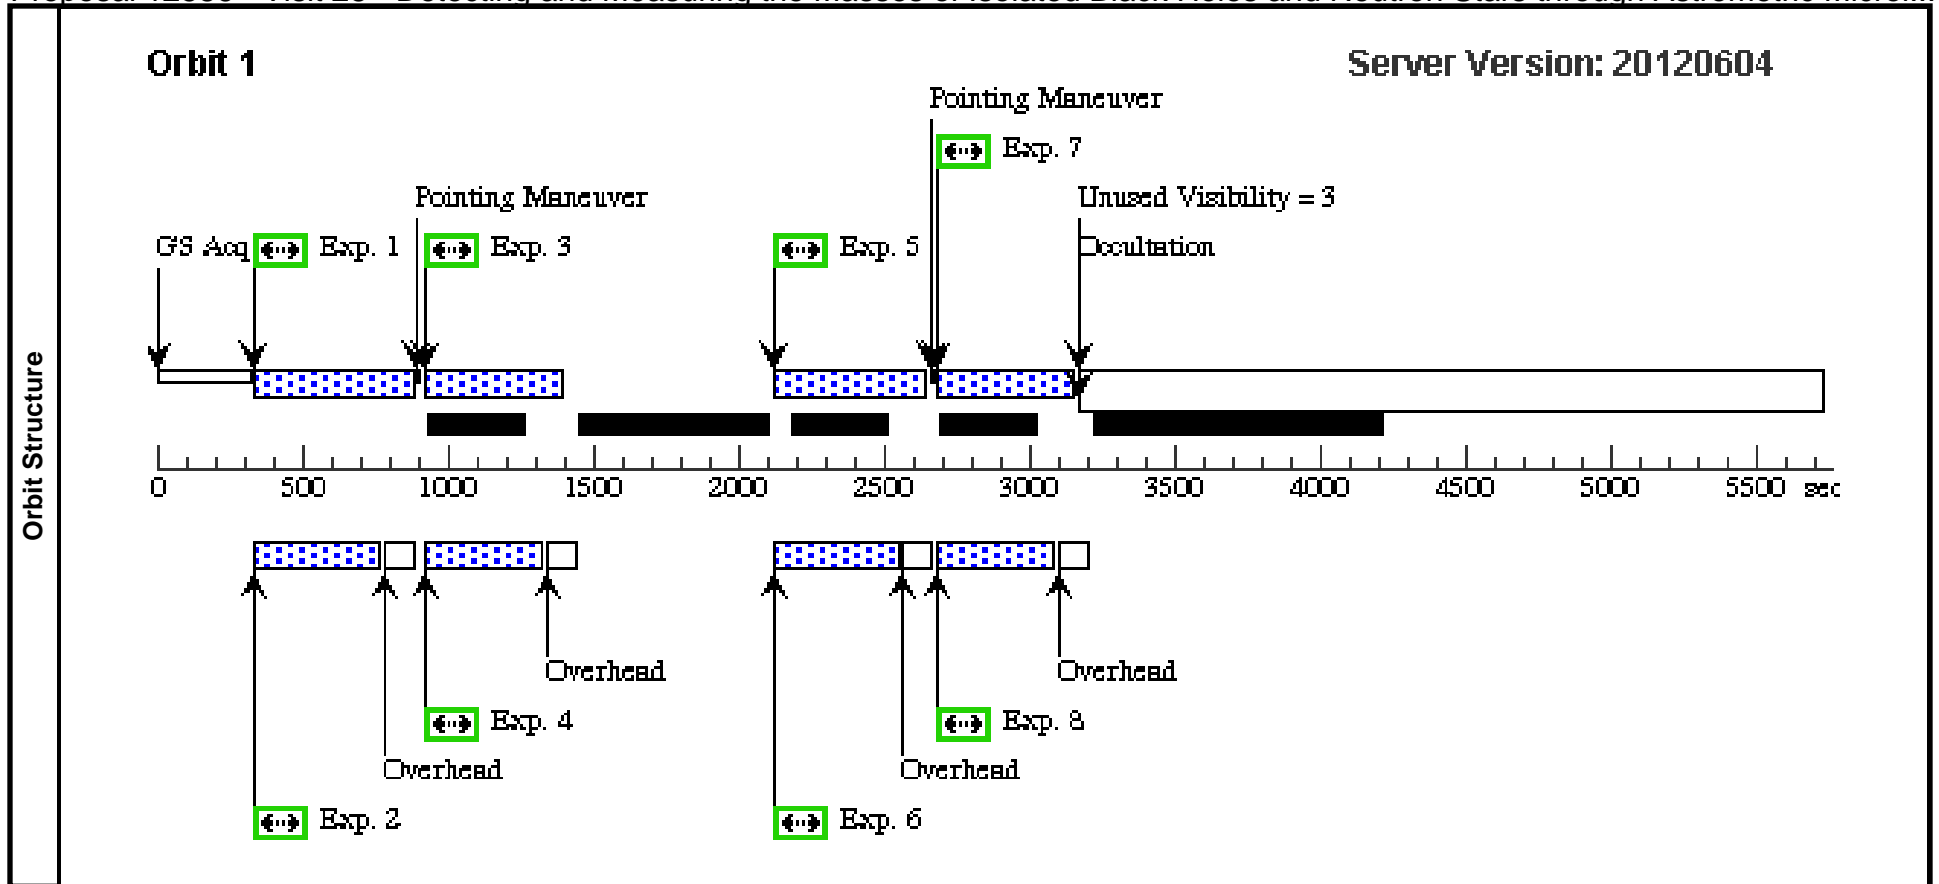 Orbit 1
Server Version: 20120604
Pointing Maneuver
Exp. 7
Pointing Maneuver
Unused Visibility = 3
GS Acq
Exp. 1
Exp. 3
Exp. 5
Occultation
Orbit Structure
0 500 1000 1500 2000 2500 3000 3500 4000 4500 5000 5500 sec
Overhead
Overhead
Exp. 4
Exp. 8
Overhead
Overhead
Exp. 2
Exp. 6